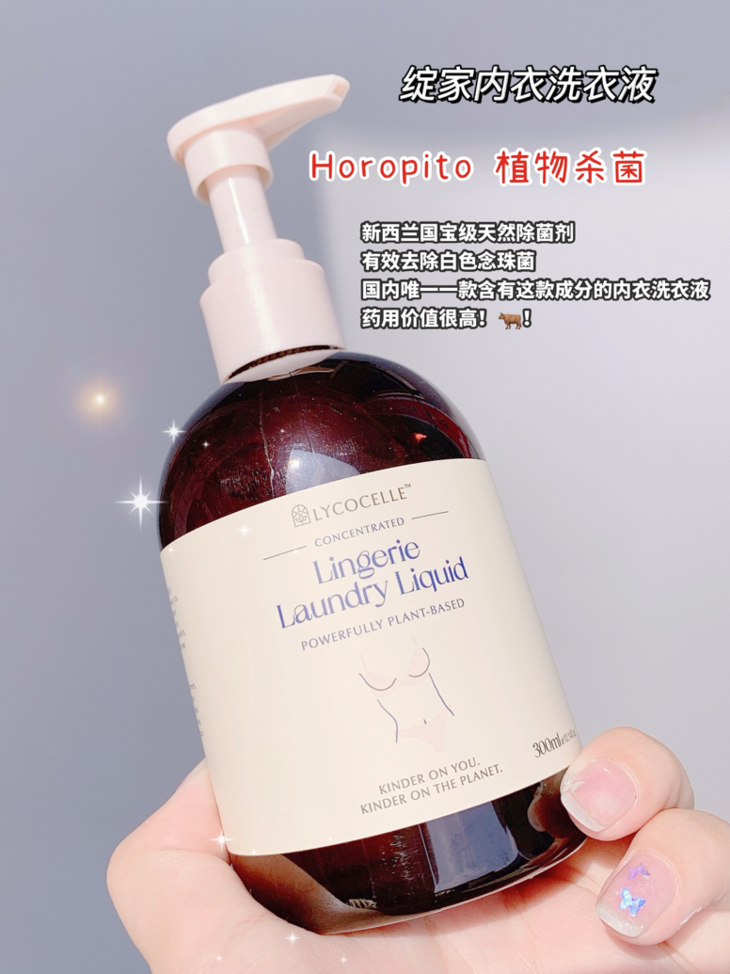 绽家内衣洗衣液
Horopito 植物杀菌
新西兰国宝级天然除菌剂
有效去除白色念珠菌
国内唯一一款含有这款成分的内衣洗衣液
药用价值很高！🐂！
LYCOCELLE™
CONCENTRATED
Lingerie
Laundry Liquid
POWERFULLY PLANT-BASED
300ml
KINDER ON YOU.
KINDER ON THE PLANET.